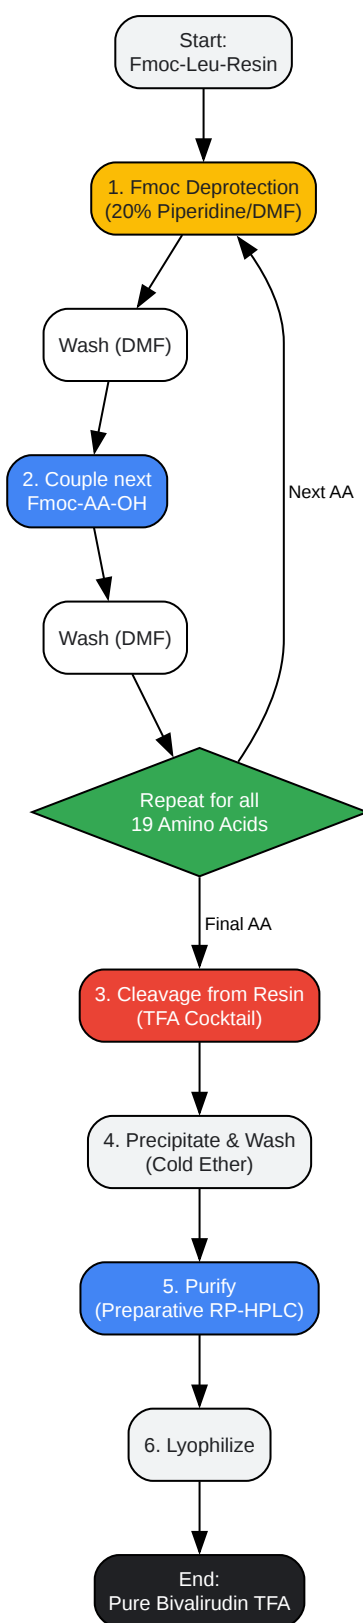 Start:
Fmoc-Leu-Resin
1. Fmoc Deprotection
(20% Piperidine/DMF)
Wash (DMF)
2. Couple next
Fmoc-AA-OH
Next AA
Wash (DMF)
Repeat for all
19 Amino Acids
Final AA
3. Cleavage from Resin
(TFA Cocktail)
4. Precipitate & Wash
(Cold Ether)
5. Purify
(Preparative RP-HPLC)
6. Lyophilize
End:
Pure Bivalirudin TFA